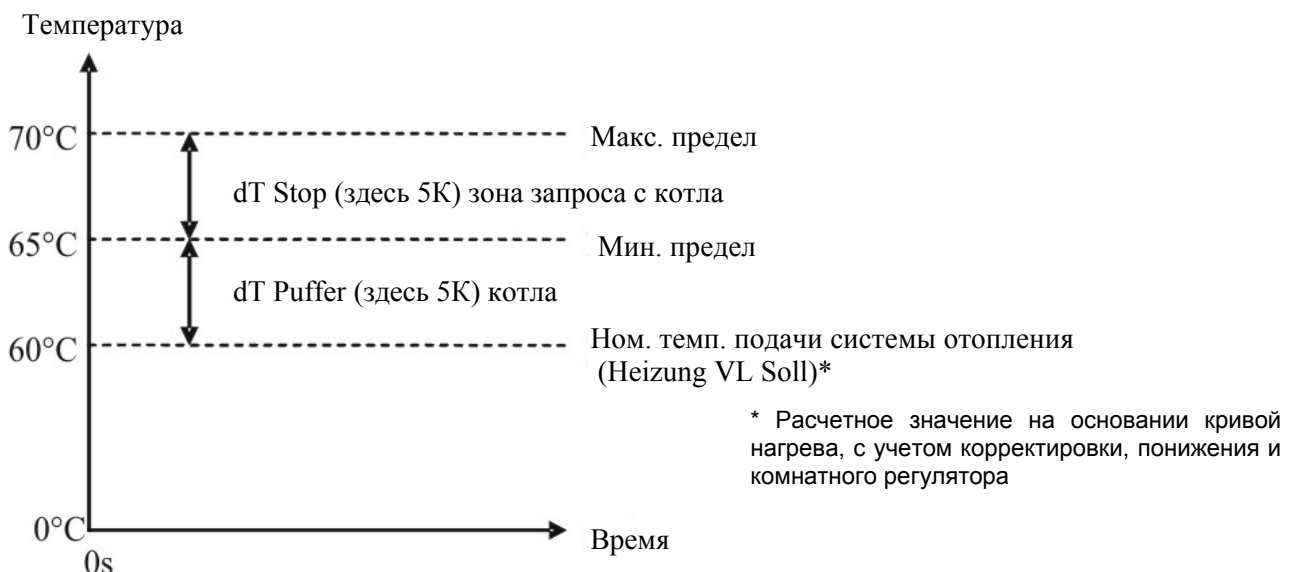 Температура
70°C
Макс. предел
dT Stop (здесь 5К) зона запроса с котла
65°C
Мин. предел
dT Puffer (здесь 5К) котла
60°C
Ном. темп. подачи системы отопления
(Heizung VL Soll)*
* Расчетное значение на основании кривой
нагрева, с учетом корректировки, понижения и
комнатного регулятора
0°C
Время
0s